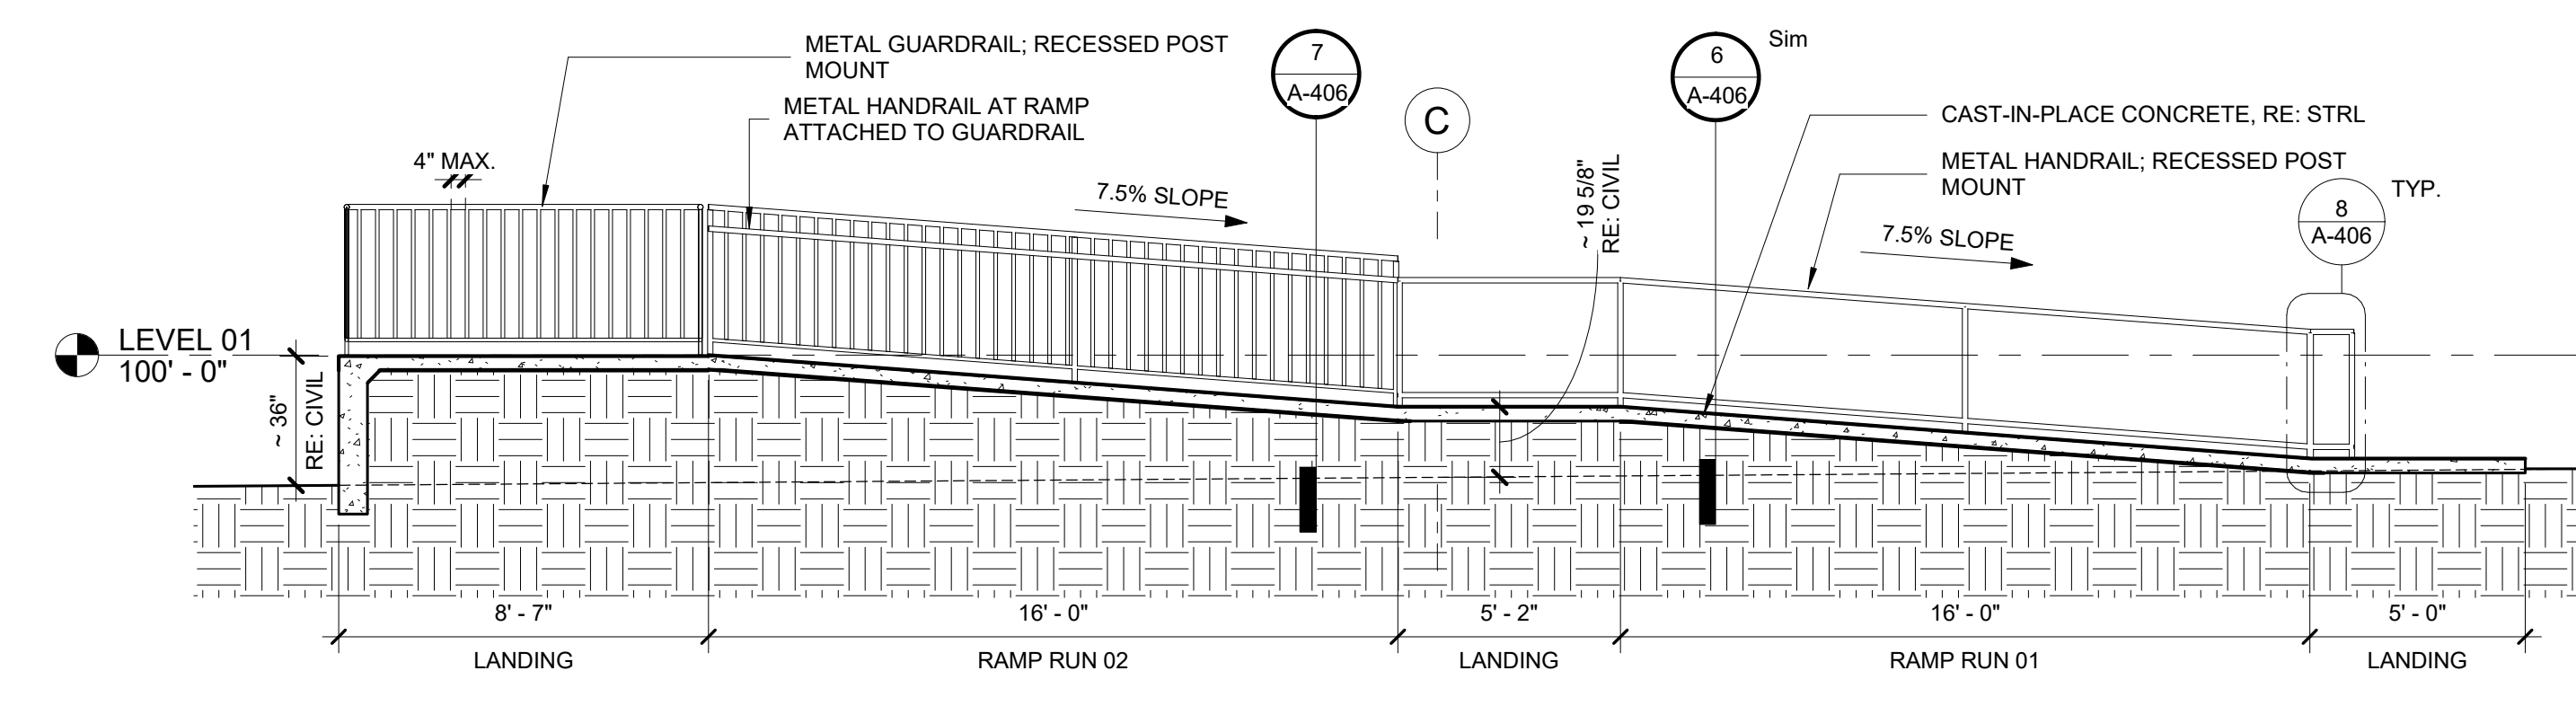 METAL GUARDRAIL; RECESSED POST
MOUNT
METAL HANDRAIL AT RAMP
ATTACHED TO GUARDRAIL
4" MAX.
7.5% SLOPE
7
A-406
C
6
A-406
Sim
~ 19 5/8"
RE: CIVIL
CAST-IN-PLACE CONCRETE, RE: STRL
METAL HANDRAIL; RECESSED POST
MOUNT
7.5% SLOPE
8
A-406
TYP.
LEVEL 01
100' - 0"
~ 36"
RE: CIVIL
8' - 7"
16' - 0"
5' - 2"
16' - 0"
5' - 0"
LANDING
RAMP RUN 02
LANDING
RAMP RUN 01
LANDING